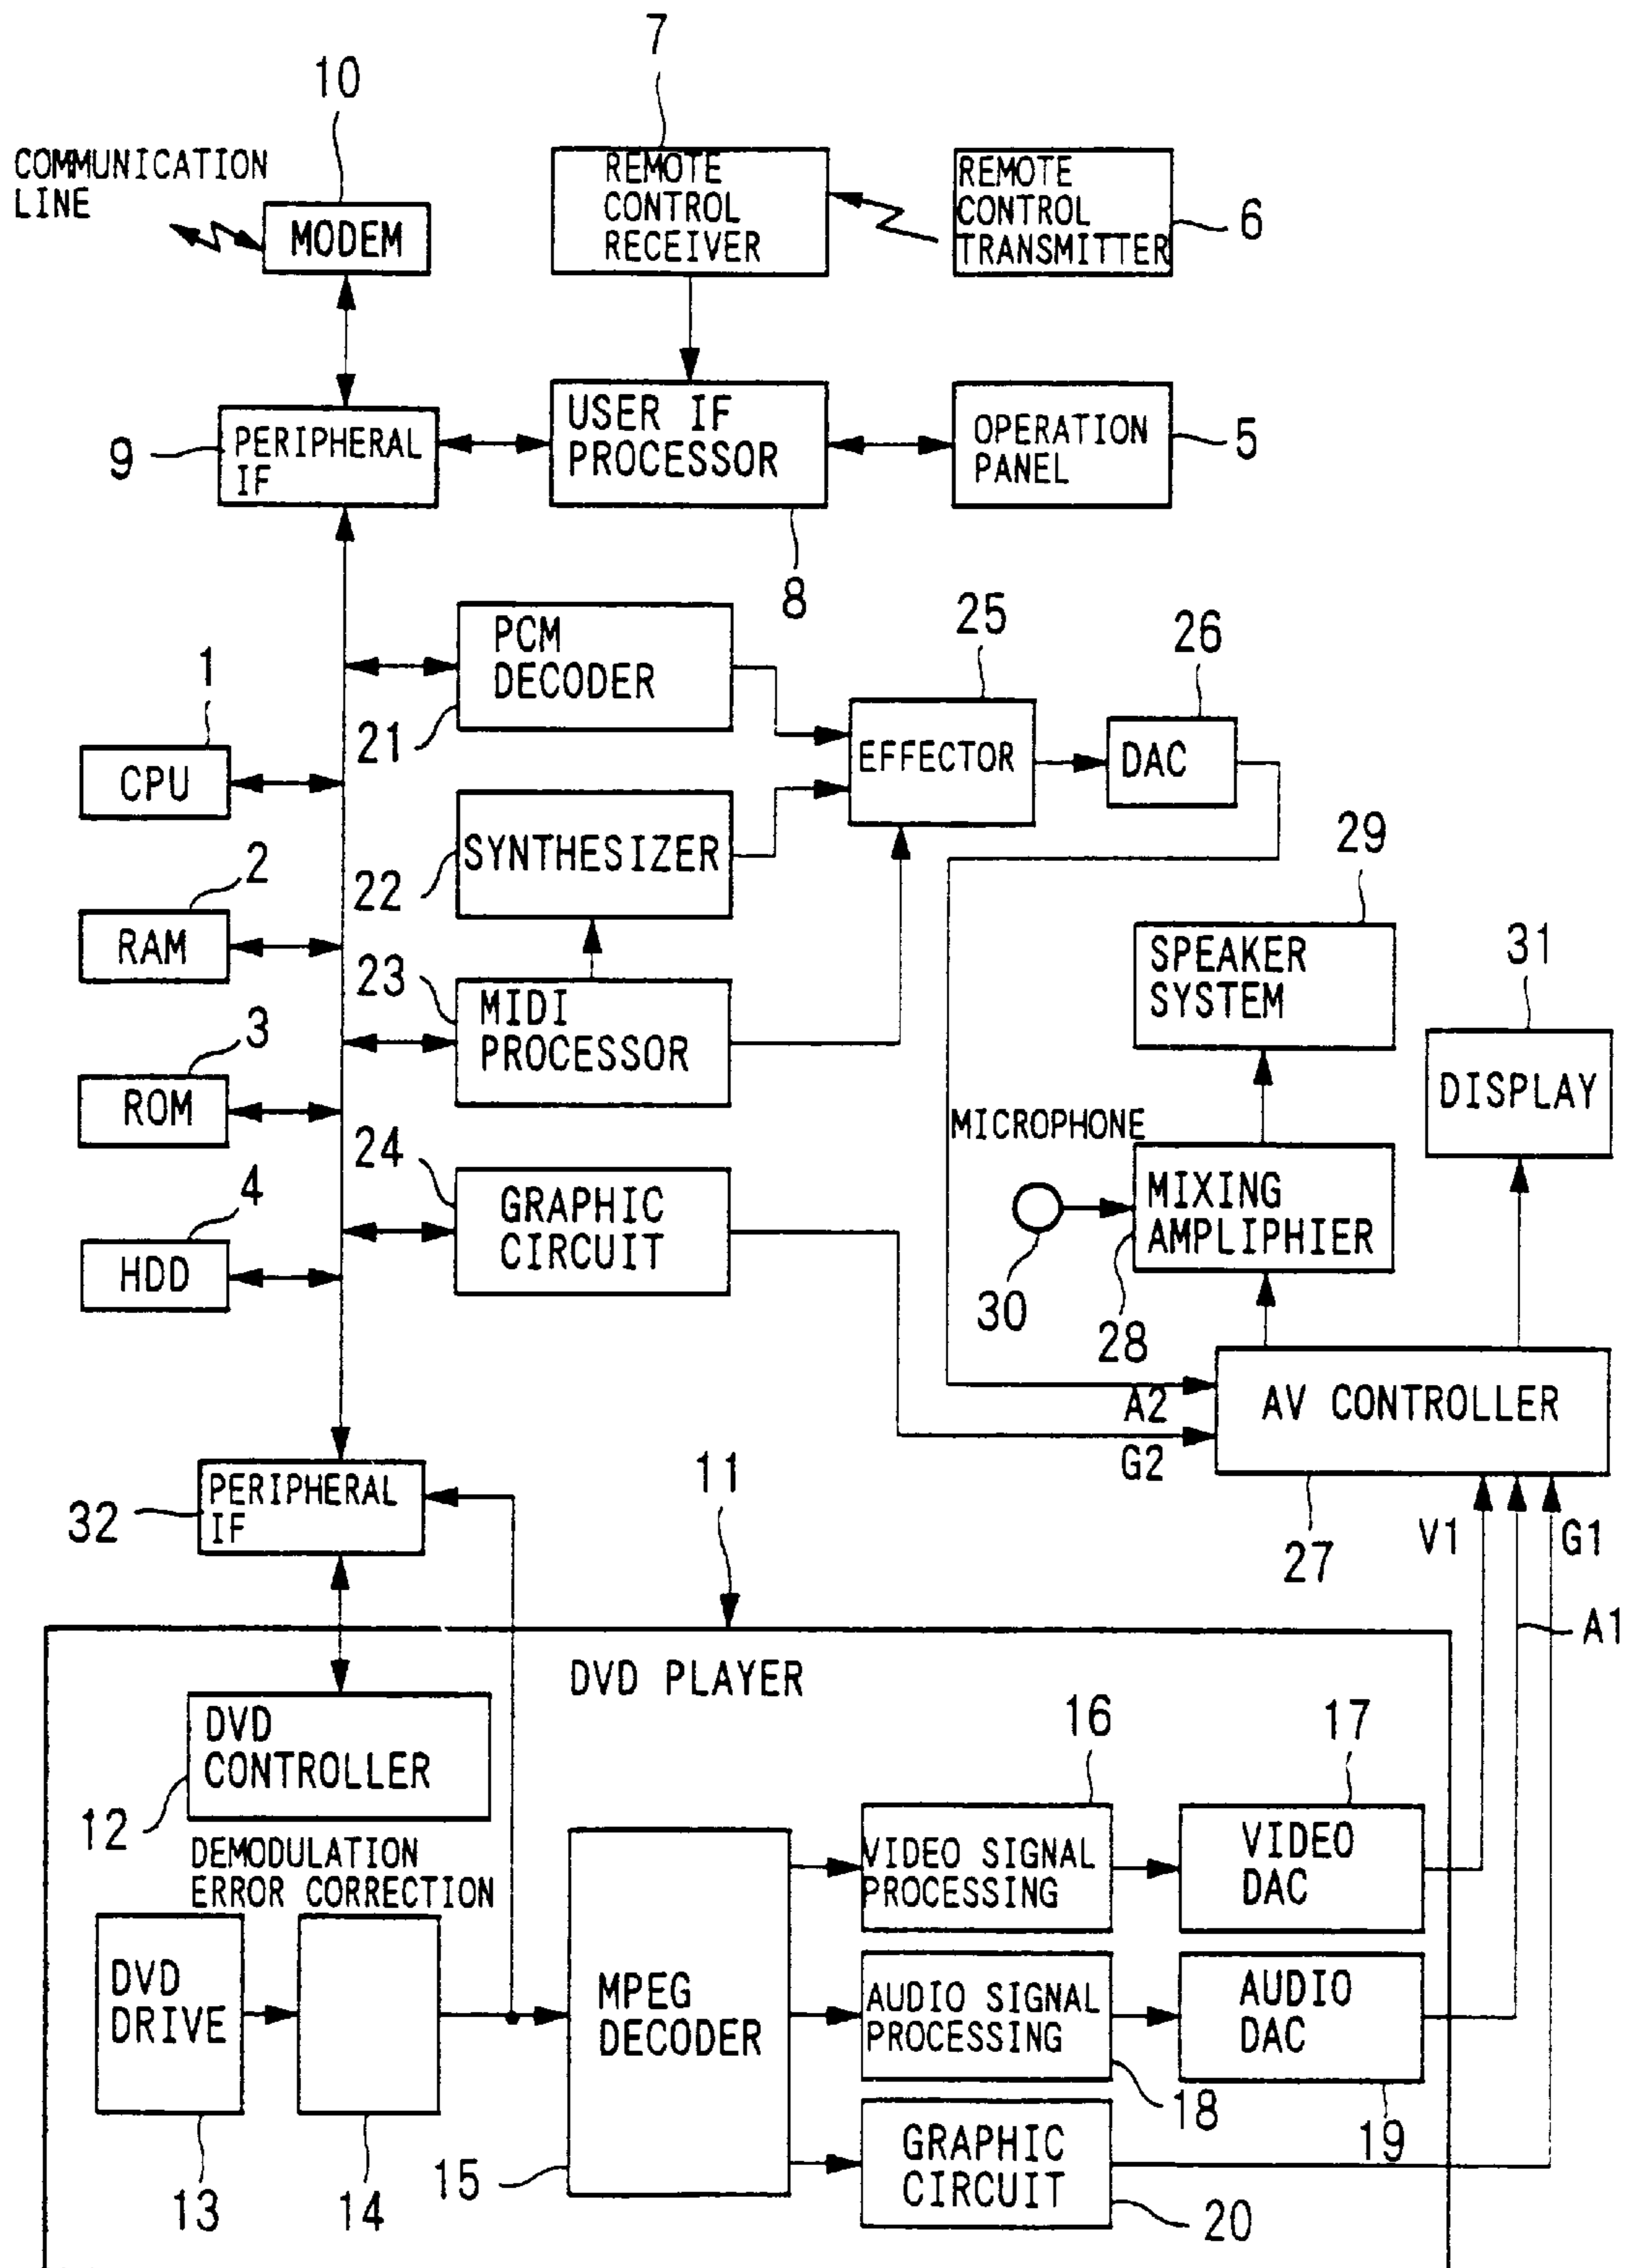 7
10
COMMUNICATION
LINE
MODEM
REMOTE
CONTROL
RECEIVER
REMOTE
CONTROL
TRANSMITTER
6
9
PERIPHERAL
IF
USER IF
PROCESSOR
OPERATION
PANEL
5
8
PCM
DECODER
21
25
26
1
CPU
EFFECTOR
DAC
SYNTHESIZER
22
2
RAM
29
SPEAKER
SYSTEM
31
23
MIDI
PROCESSOR
3
ROM
DISPLAY
MICROPHONE
24
GRAPHIC
CIRCUIT
4
HDD
MIXING
AMPLIPHIER
30
28
A2
G2
AV CONTROLLER
11
PERIPHERAL
IF
32
27
V1
G1
A1
DVD PLAYER
DVD
CONTROLLER
12
16
17
DEMODULATION
ERROR CORRECTION
VIDEO SIGNAL
PROCESSING
VIDEO
DAC
DVD
DRIVE
MPEG
DECODER
AUDIO SIGNAL
PROCESSING
AUDIO
DAC
18
19
13
14
15
GRAPHIC
CIRCUIT
20